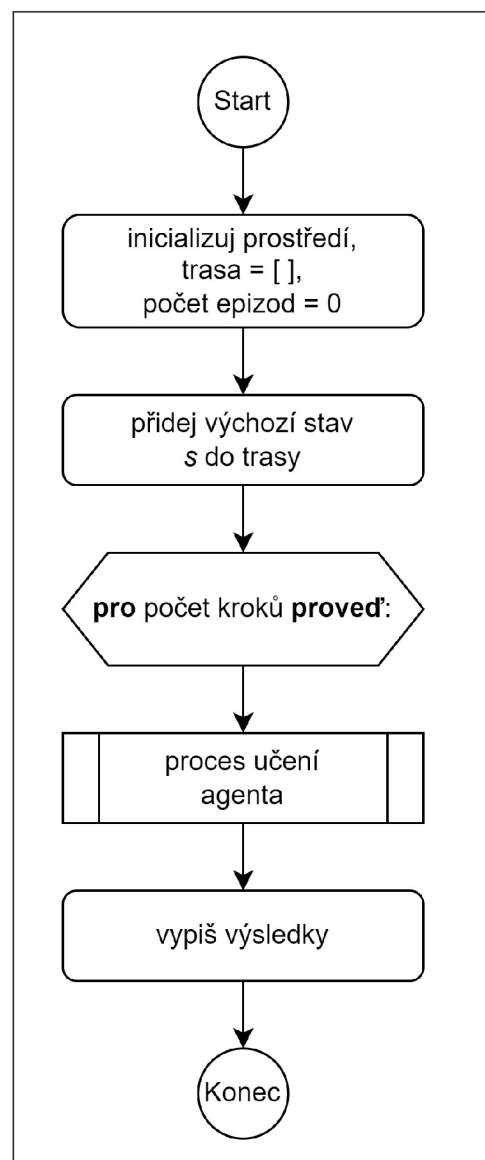 Start
inicializuj prostředí,
trasa = [ ],
počet epizod = 0
přidej výchozí stav
s do trasy
pro počet kroků proveď:
proces učení
agenta
vypiš výsledky
Konec